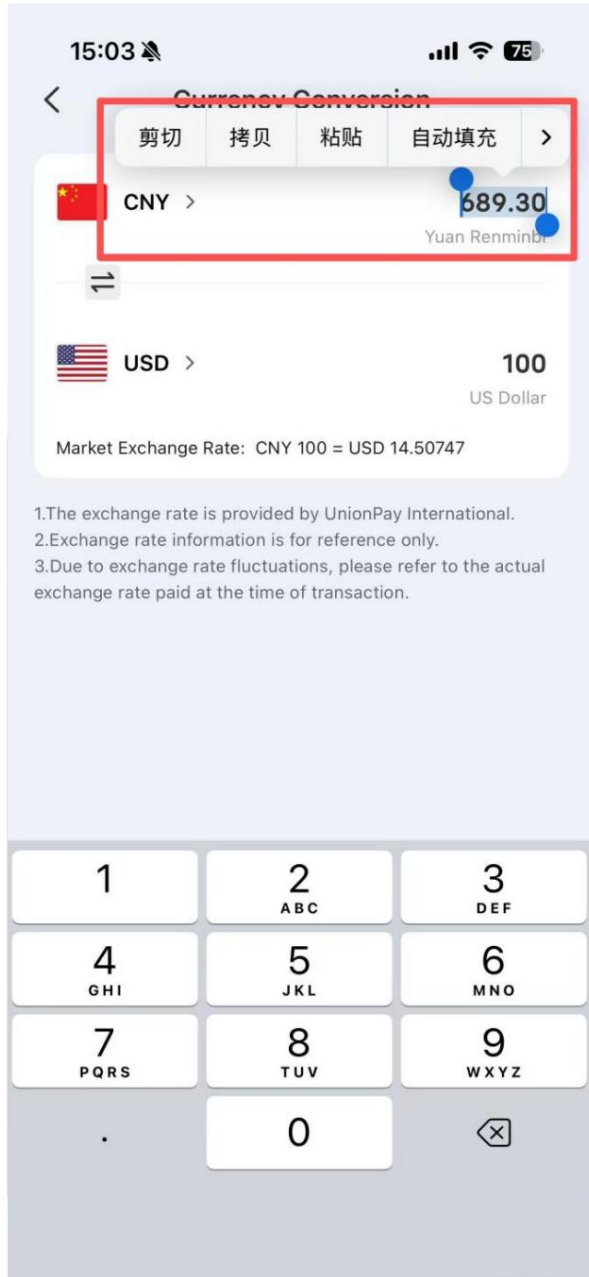 15:03
75
Currency Conversion
剪切 拷贝 粘贴 自动填充
CNY
689.30
Yuan Renminbi
USD
100
US Dollar
Market Exchange Rate: CNY 100 = USD 14.50747
1.The exchange rate is provided by UnionPay International.
2.Exchange rate information is for reference only.
3.Due to exchange rate fluctuations, please refer to the actual
exchange rate paid at the time of transaction.
1 2 3
ABC DEF
4 5 6
GHI JKL MNO
7 8 9
PQRS TUV WXYZ
. 0